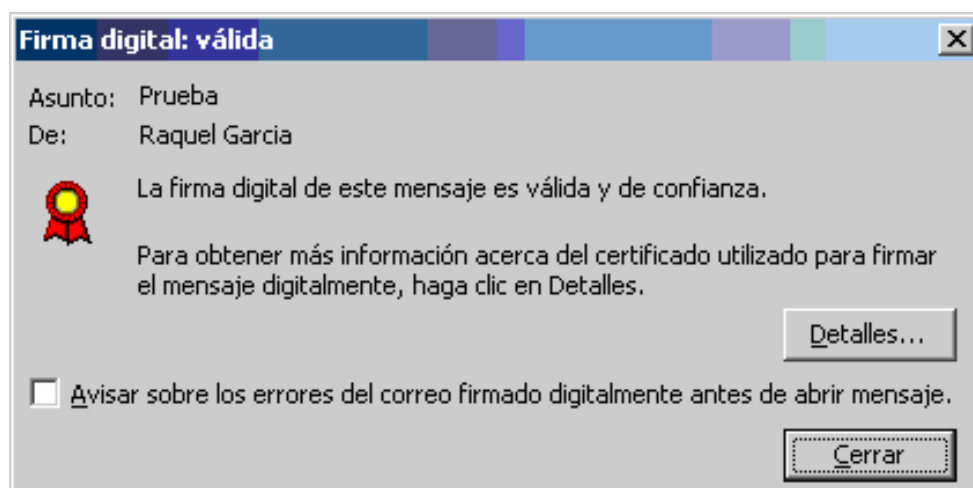 Firma digital: válida
Asunto: Prueba
De: Raquel Garcia
La firma digital de este mensaje es válida y de confianza.
Para obtener más información acerca del certificado utilizado para firmar
el mensaje digitalmente, haga clic en Detalles.
Detalles...
Avisar sobre los errores del correo firmado digitalmente antes de abrir mensaje.
Cerrar